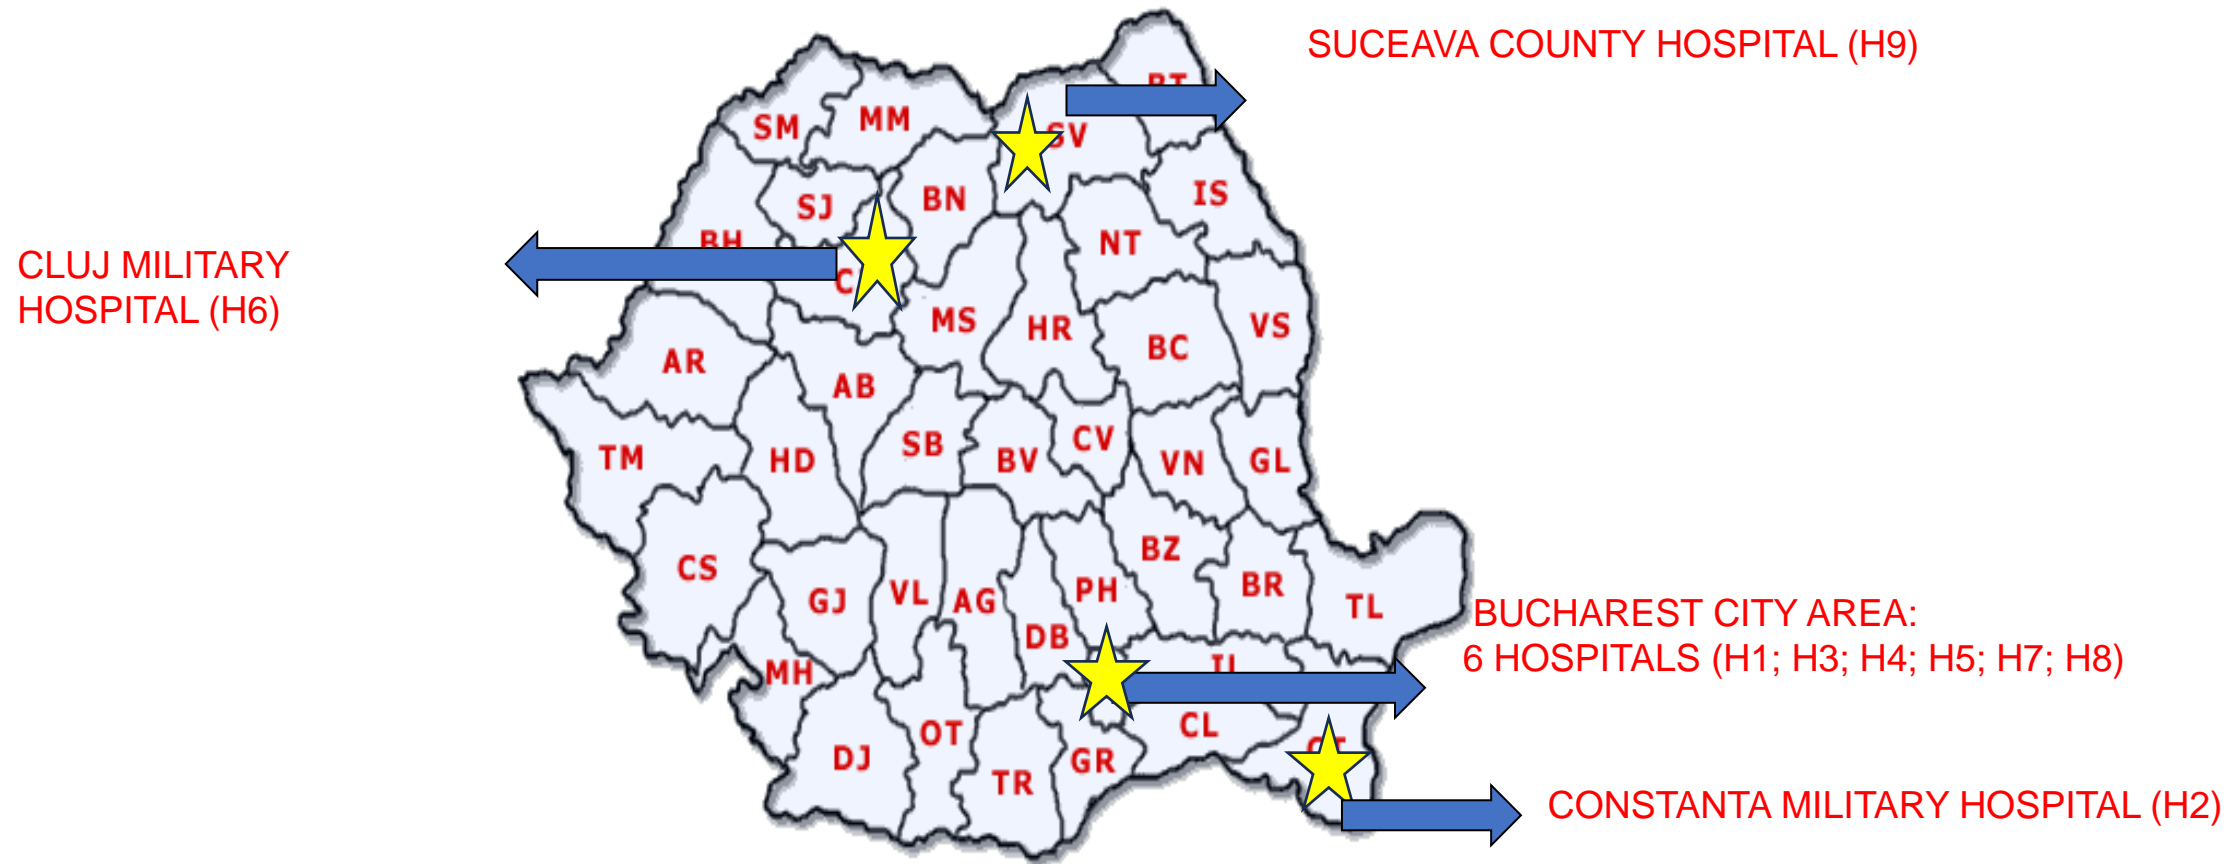 SUCEAVA COUNTY HOSPITAL (H9)
SM
MM
SV
SJ
BN
IS
BH
NT
CLUJ MILITARY
HOSPITAL (H6)
C
MS
HR
BC
VS
AR
AB
TM
HD
SB
BV
CV
VN
GL
CS
GJ
VL
AG
DB
PH
BZ
BR
TL
BUCHAREST CITY AREA:
6 HOSPITALS (H1; H3; H4; H5; H7; H8)
MH
DJ
OT
TR
GR
CL
CONSTANTA MILITARY HOSPITAL (H2)